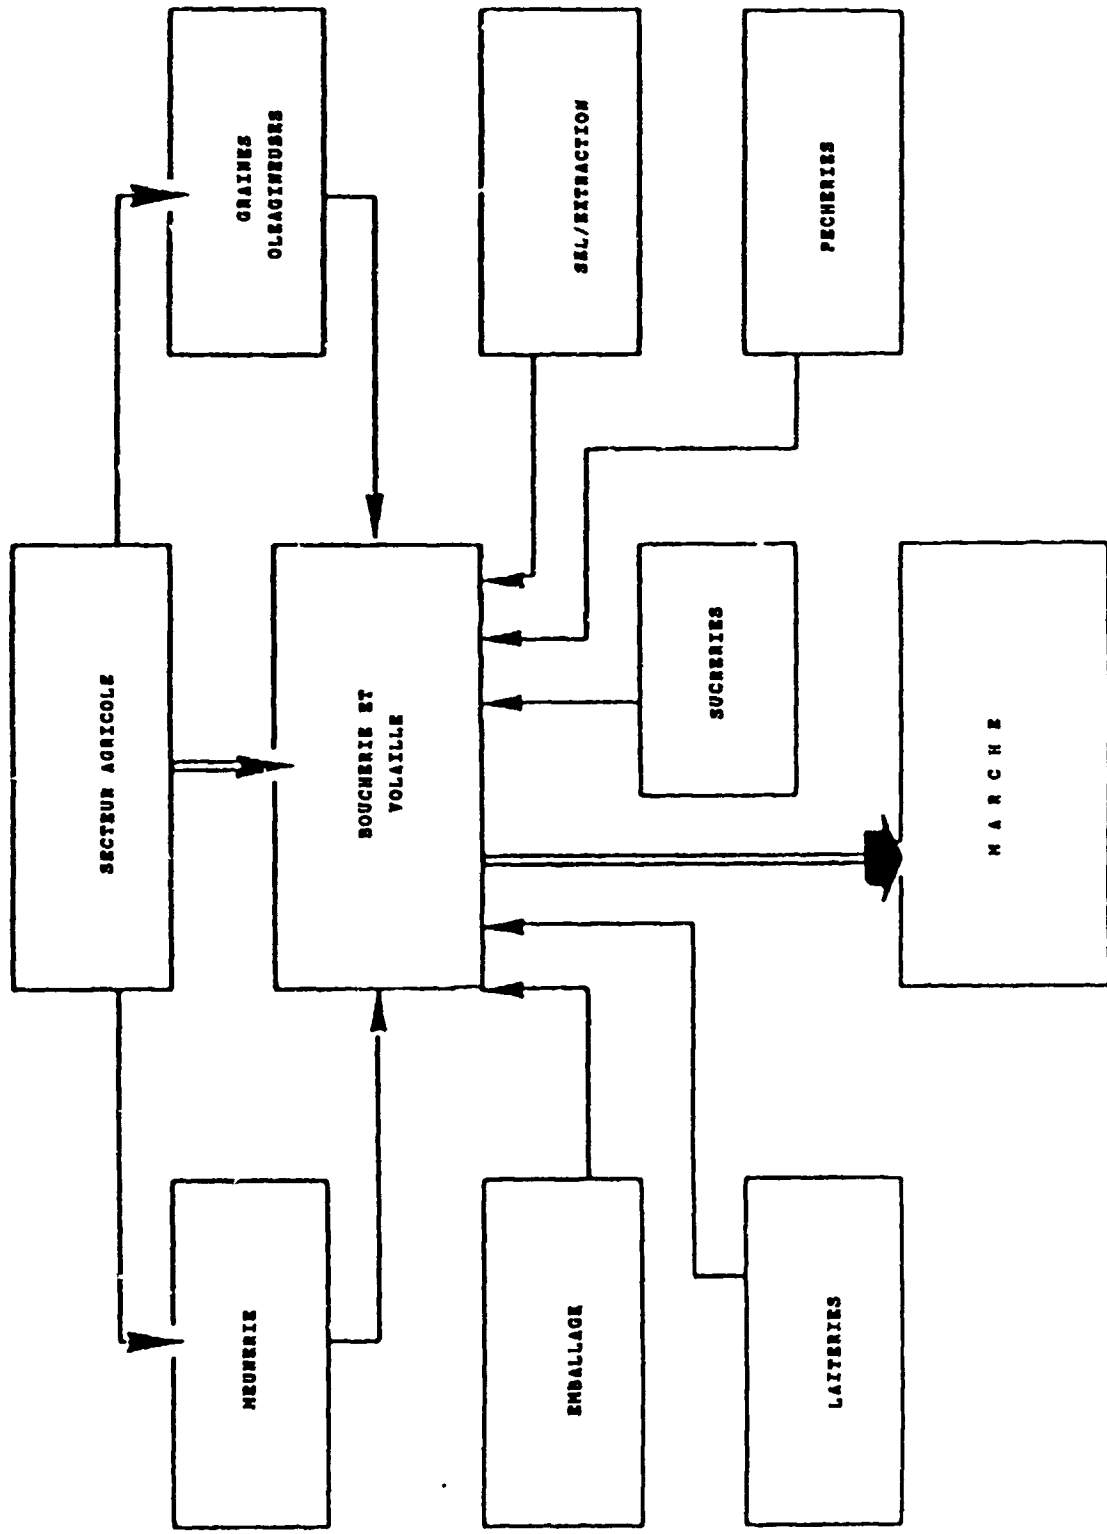 SECTEUR AGRICOLE
MEUNERIE
GRAINES
OLEAGINEUSES
BOUCHERIE ET
VOLAILLE
EMBALLAGE
SEL/EXTRACTION
SUCRERIES
LAITERIES
PECHERIES
M A R C H E